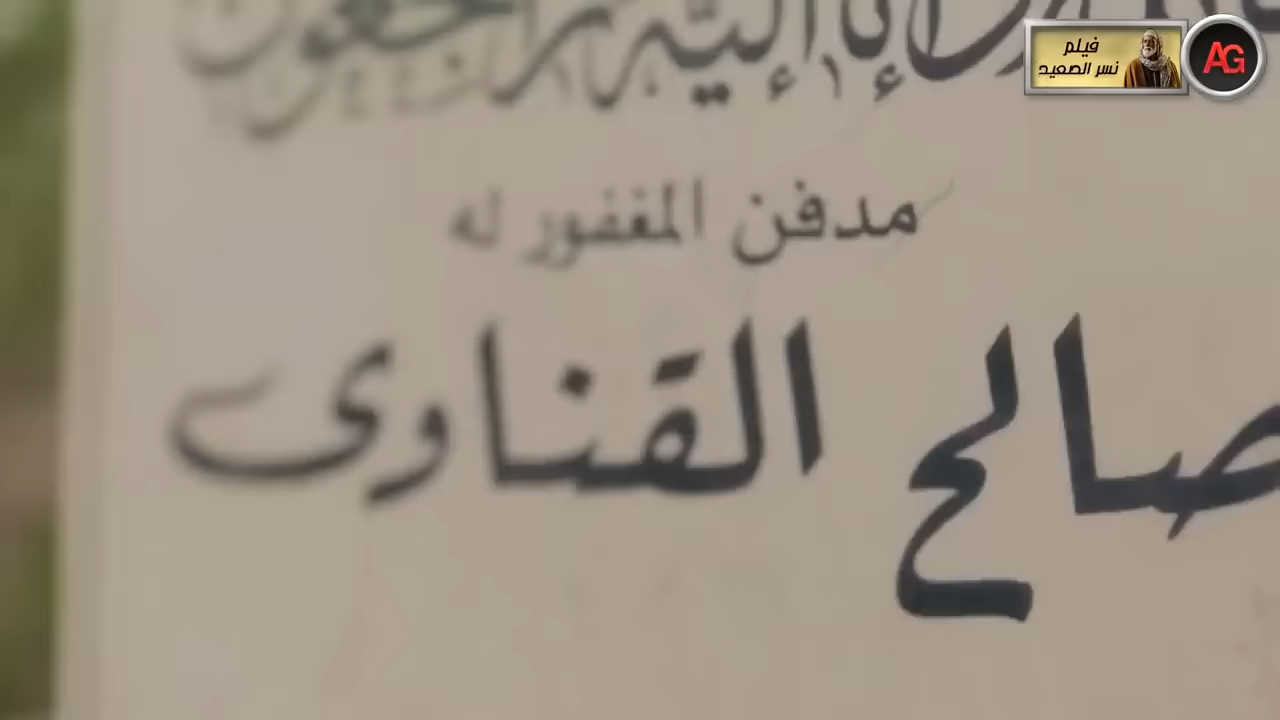 إليه راجعون
مدفن المغفور له
صالح القناوى
فيلم
نسر الصعيد
AG